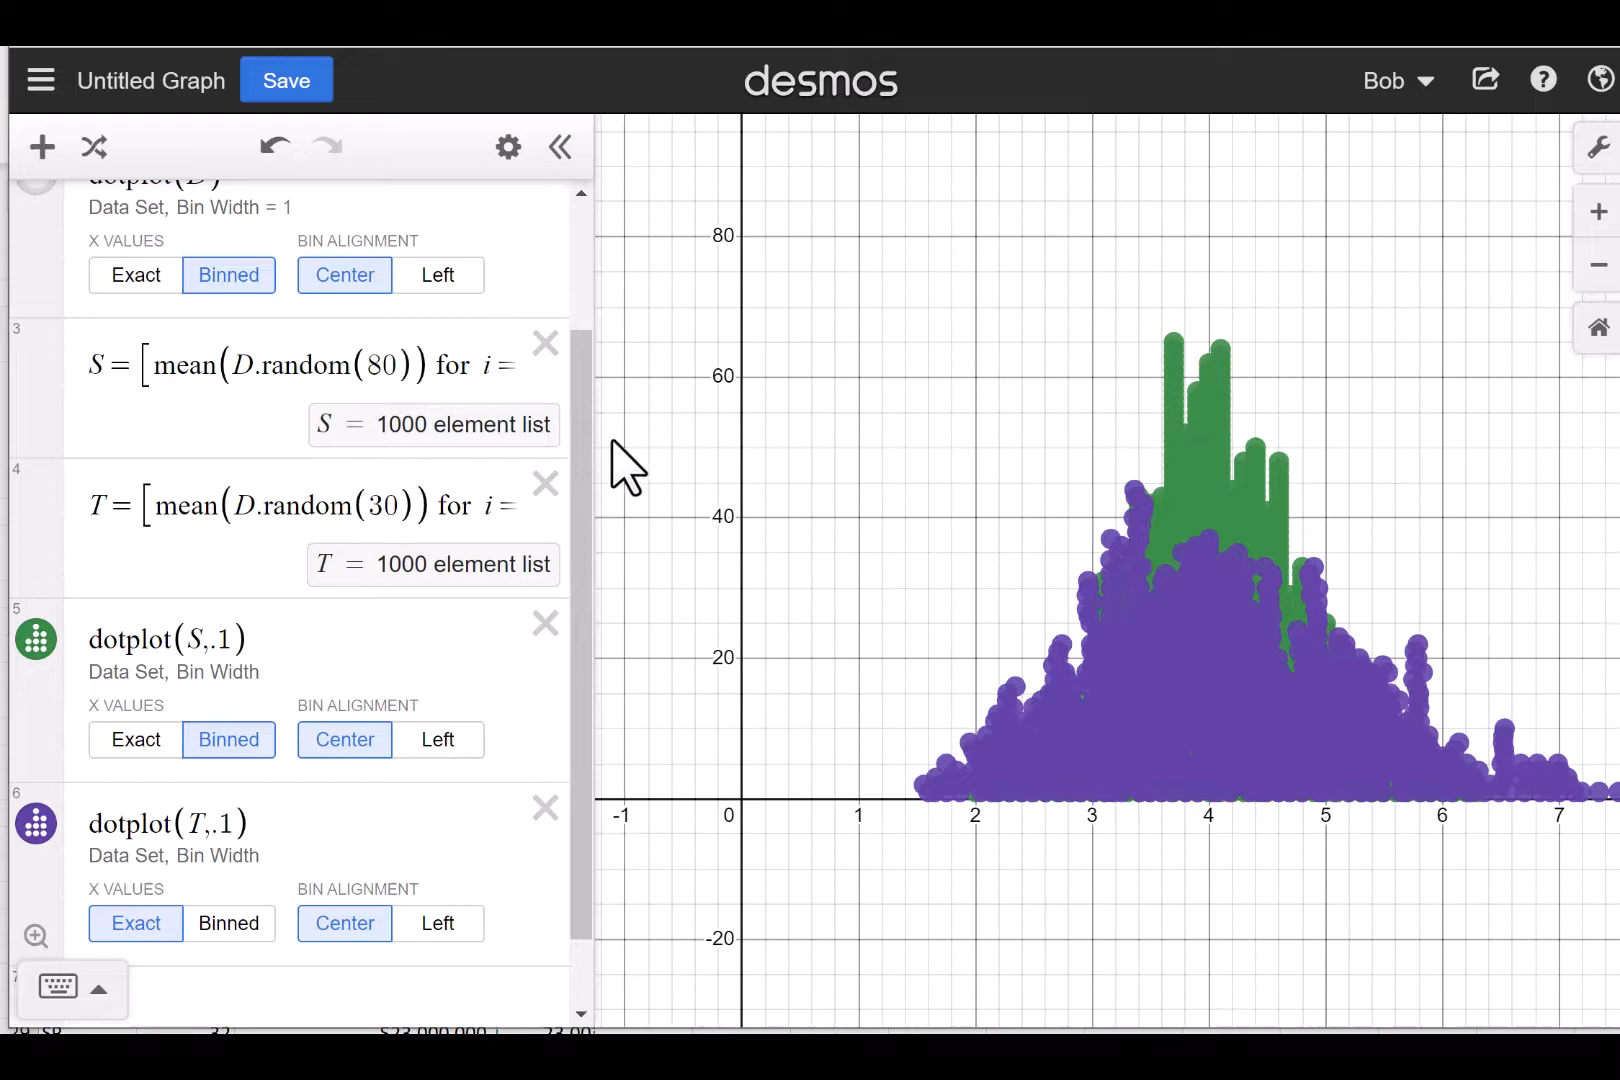 Untitled Graph Save desmos Bob
dotplot(D)
Data Set, Bin Width = 1
X VALUES BIN ALIGNMENT
Exact Binned Center Left
3
S = [mean(D.random(80)) for i =
S = 1000 element list
4
T = [mean(D.random(30)) for i =
T = 1000 element list
5
dotplot(S,.1)
Data Set, Bin Width
X VALUES BIN ALIGNMENT
Exact Binned Center Left
6
dotplot(T,.1)
Data Set, Bin Width
X VALUES BIN ALIGNMENT
Exact Binned Center Left
7
80
60
40
20
-1 0 1 2 3 4 5 6 7
-20